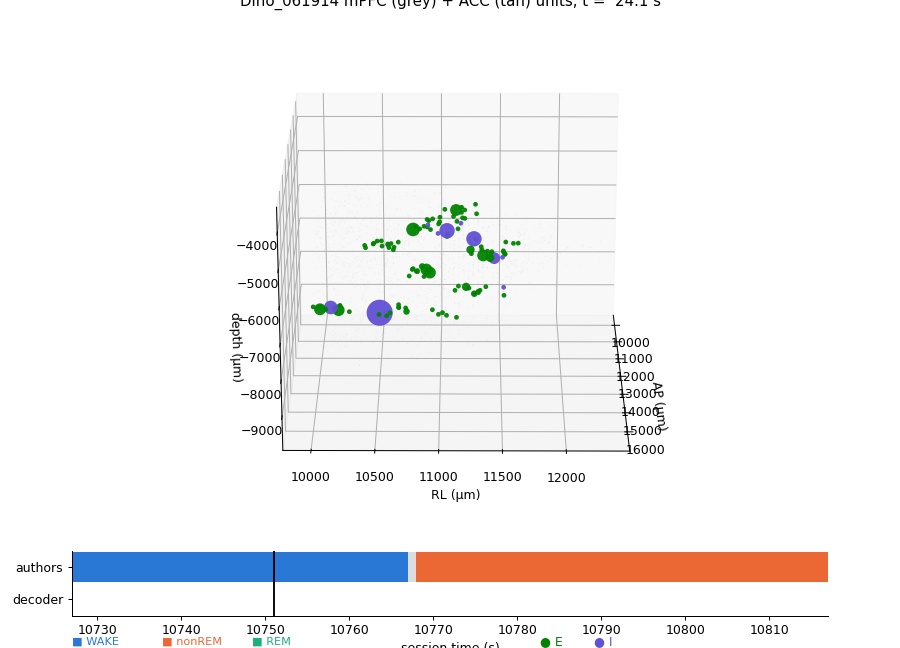 Dino_061914 mPFC (grey) + ACC (tan) units, t = 24.1 s
−4000
−5000
−6000
−7000
−8000
−9000
depth (μm)
10000
11000
12000
13000
14000
15000
16000
AP (μm)
10000 10500 11000 11500 12000
RL (μm)
authors
decoder
10730 10740 10750 10760 10770 10780 10790 10800 10810
session time (s)
WAKE nonREM REM E I